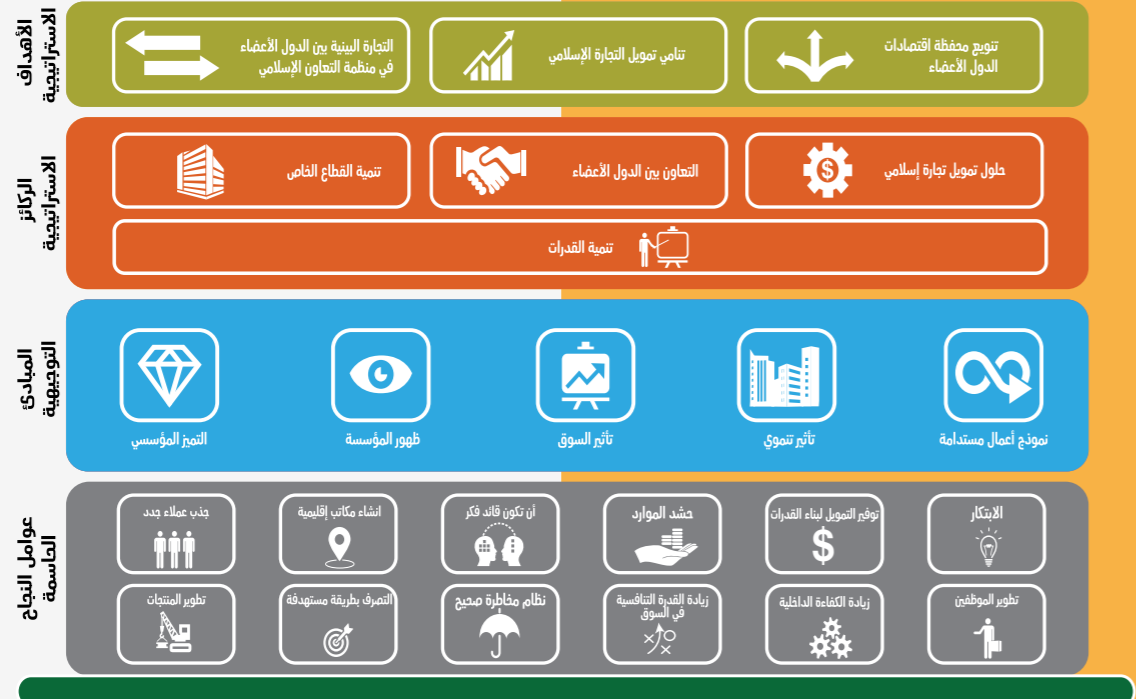 الأهداف
الاستراتيجية
تنويع محفظة اقتصادات
الدول الأعضاء
تنامي تمويل التجارة الإسلامي
التجارة البينية بين الدول الأعضاء
في منظمة التعاون الإسلامي
الركائز
الاستراتيجية
حلول تمويل تجارة إسلامي
$
التعاون بين الدول الأعضاء
تنمية القطاع الخاص
تنمية القدرات
المبادئ
التوجيهية
نموذج أعمال مستدامة
تأثير تنموي
تأثير السوق
ظهور المؤسسة
التميز المؤسسي
عوامل النجاح
الحاسمة
الابتكار
توفير التمويل لبناء القدرات
$
حشد الموارد
أن تكون قائد فكر
انشاء مكاتب إقليمية
جذب عملاء جدد
تطوير الموظفين
زيادة الكفاءة الداخلية
زيادة القدرة التنافسية
في السوق
نظام مخاطرة صحيح
التصرف بطريقة مستهدفة
تطوير المنتجات